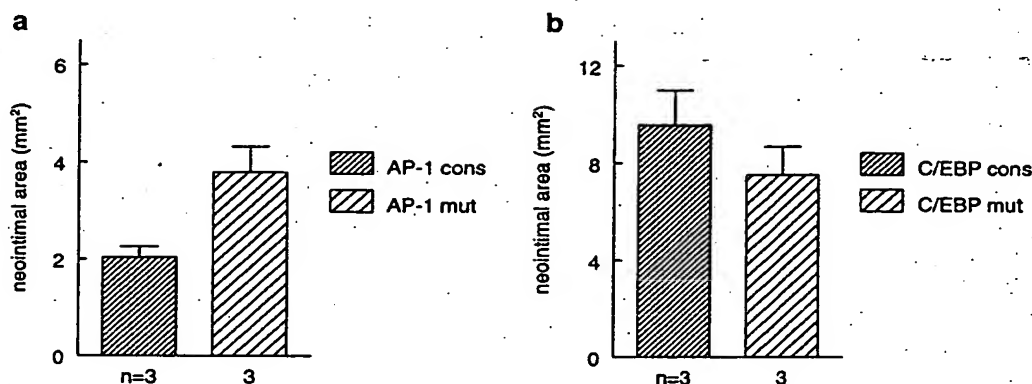 a
neointimal area (mm²)
6
4
2
0
n=3
3
AP-1 cons
AP-1 mut
b
neointimal area (mm²)
12
8
4
0
n=3
3
C/EBP cons
C/EBP mut